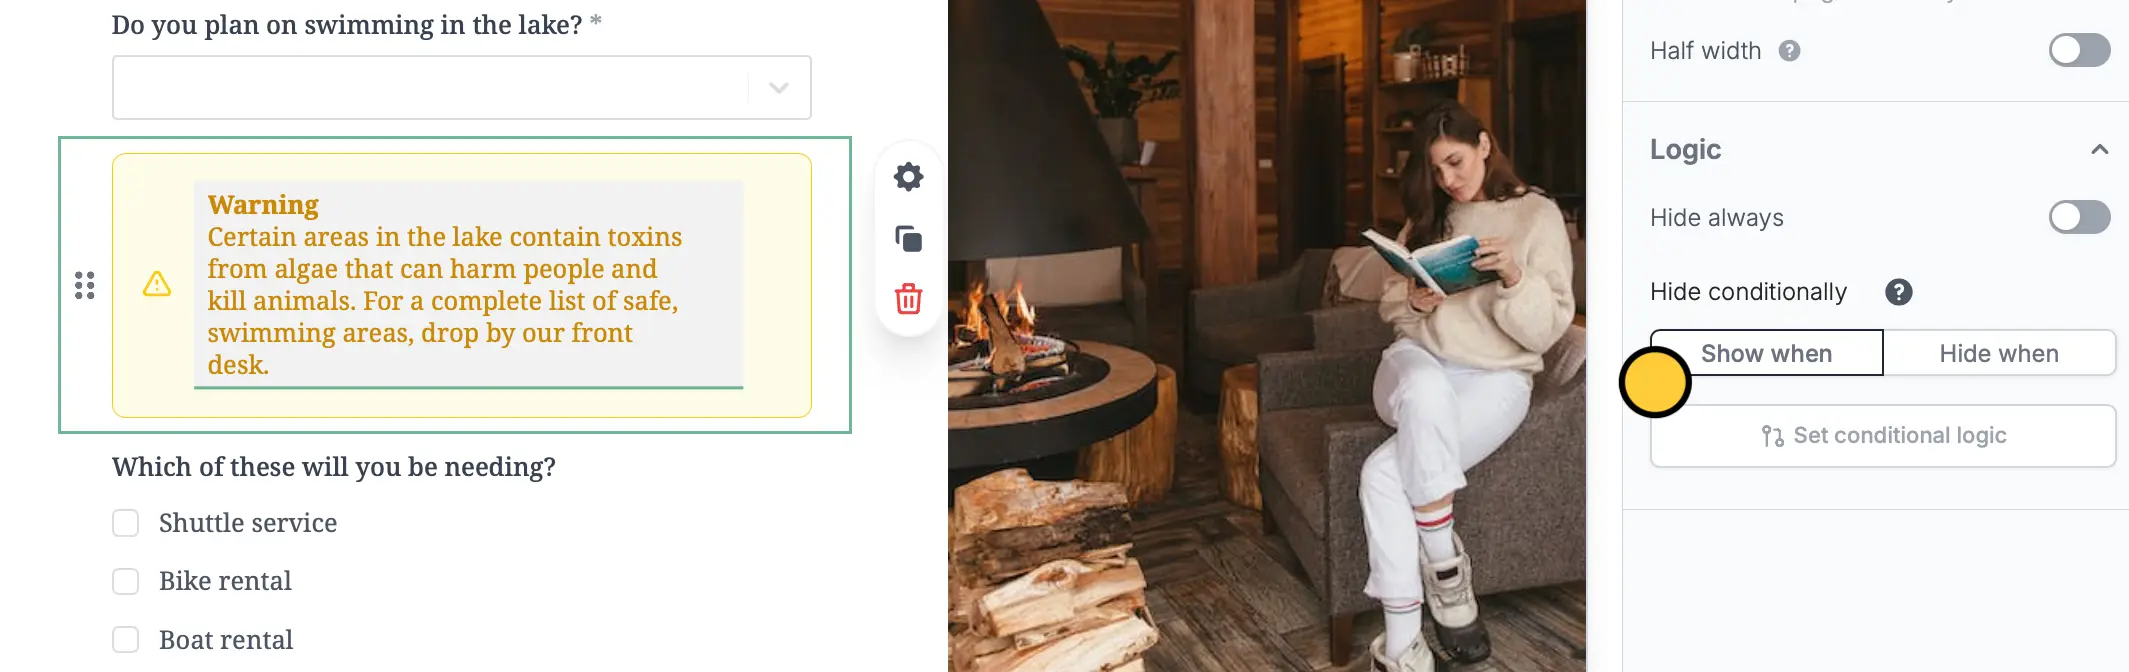 Do you plan on swimming in the lake? *
Warning
Certain areas in the lake contain toxins
from algae that can harm people and
kill animals. For a complete list of safe,
swimming areas, drop by our front
desk.
Which of these will you be needing?
Shuttle service
Bike rental
Boat rental
Half width ?
Logic
Hide always
Hide conditionally ?
Show when
Hide when
Set conditional logic